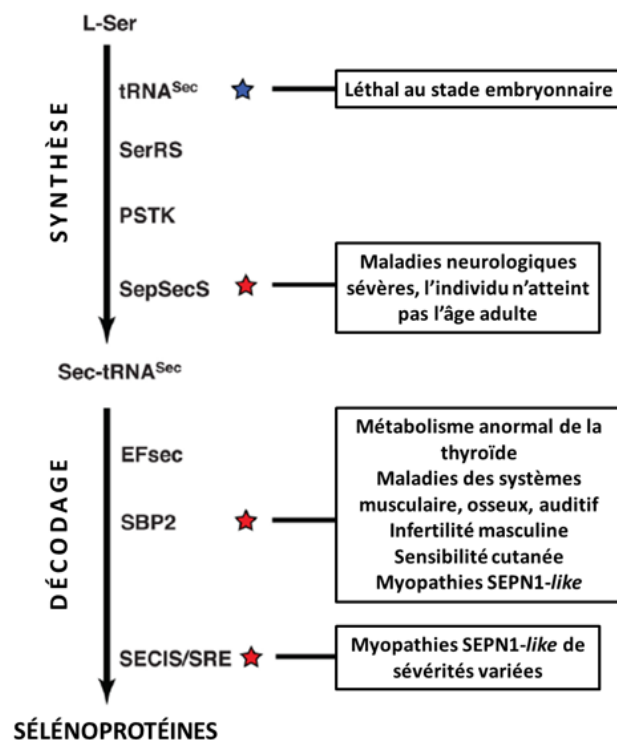 L-Ser
SYNTHÈSE
tRNA^Sec
Léthal au stade embryonnaire
SerRS
PSTK
SepSecS
Maladies neurologiques
sévères, l'individu n'atteint
pas l'âge adulte
Sec-tRNA^Sec
DÉCODAGE
EFsec
SBP2
Métabolisme anormal de la
thyroïde
Maladies des systèmes
musculaire, osseux, auditif
Infertilité masculine
Sensibilité cutanée
Myopathies SEPN1-like
SECIS/SRE
Myopathies SEPN1-like de
sévérités variées
SÉLÉNOPROTÉINES